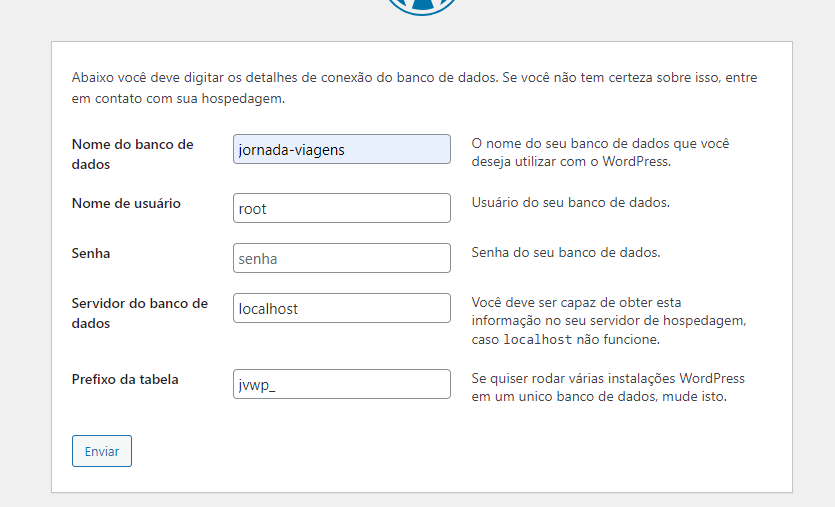 Abaixo você deve digitar os detalhes de conexão do banco de dados. Se você não tem certeza sobre isso, entre
em contato com sua hospedagem.
Nome do banco de
dados
jornada-viagens
O nome do seu banco de dados que você
deseja utilizar com o WordPress.
Nome de usuário
root
Usuário do seu banco de dados.
Senha
senha
Senha do seu banco de dados.
Servidor do banco de
dados
localhost
Você deve ser capaz de obter esta
informação no seu servidor de hospedagem,
caso localhost não funcione.
Prefixo da tabela
jvwp_
Se quiser rodar várias instalações WordPress
em um unico banco de dados, mude isto.
Enviar